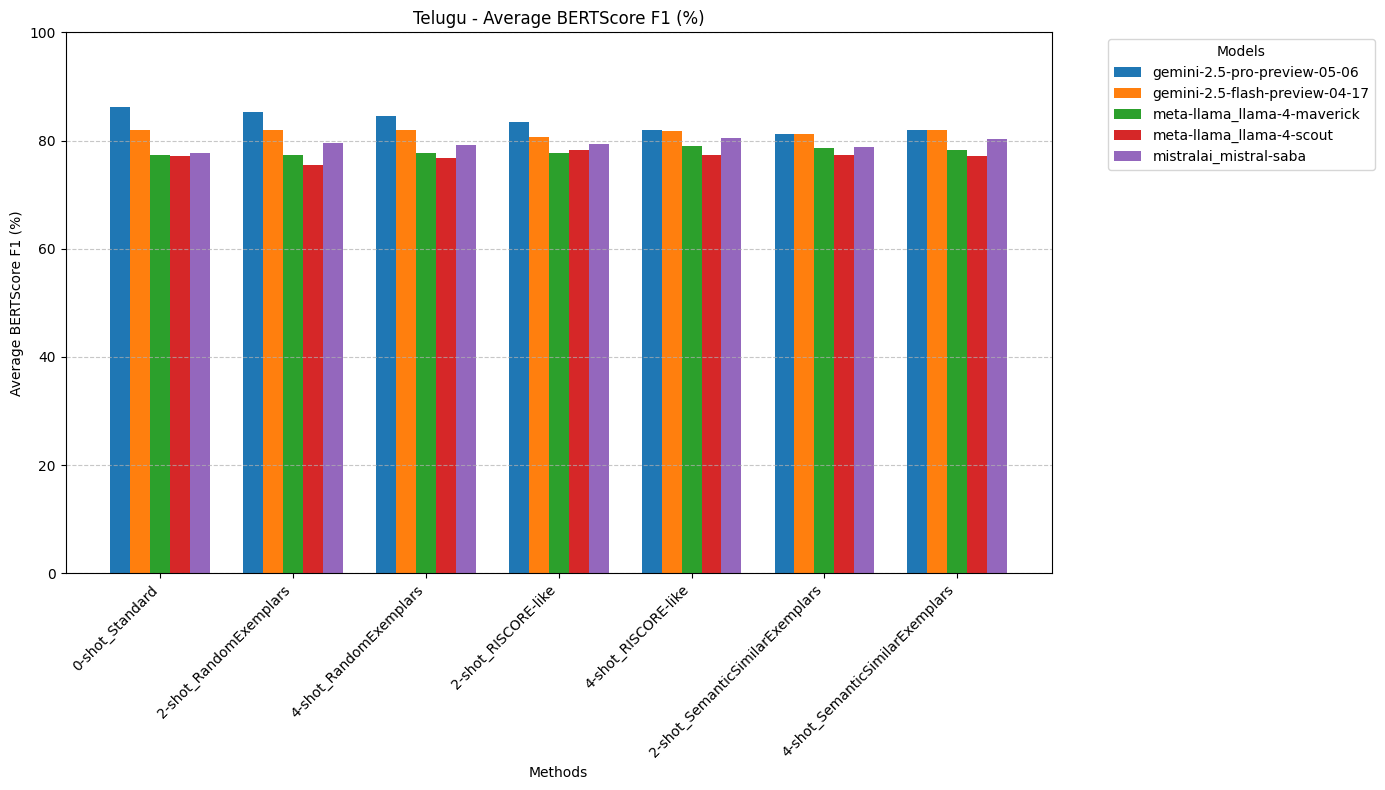 Telugu - Average BERTScore F1 (%)
Average BERTScore F1 (%)
100
80
60
40
20
0
0-shot_Standard
2-shot_RandomExemplars
4-shot_RandomExemplars
2-shot_RISCORE-like
4-shot_RISCORE-like
2-shot_SemanticSimilarExemplars
4-shot_SemanticSimilarExemplars
Methods
Models
gemini-2.5-pro-preview-05-06
gemini-2.5-flash-preview-04-17
meta-llama_llama-4-maverick
meta-llama_llama-4-scout
mistralai_mistral-saba